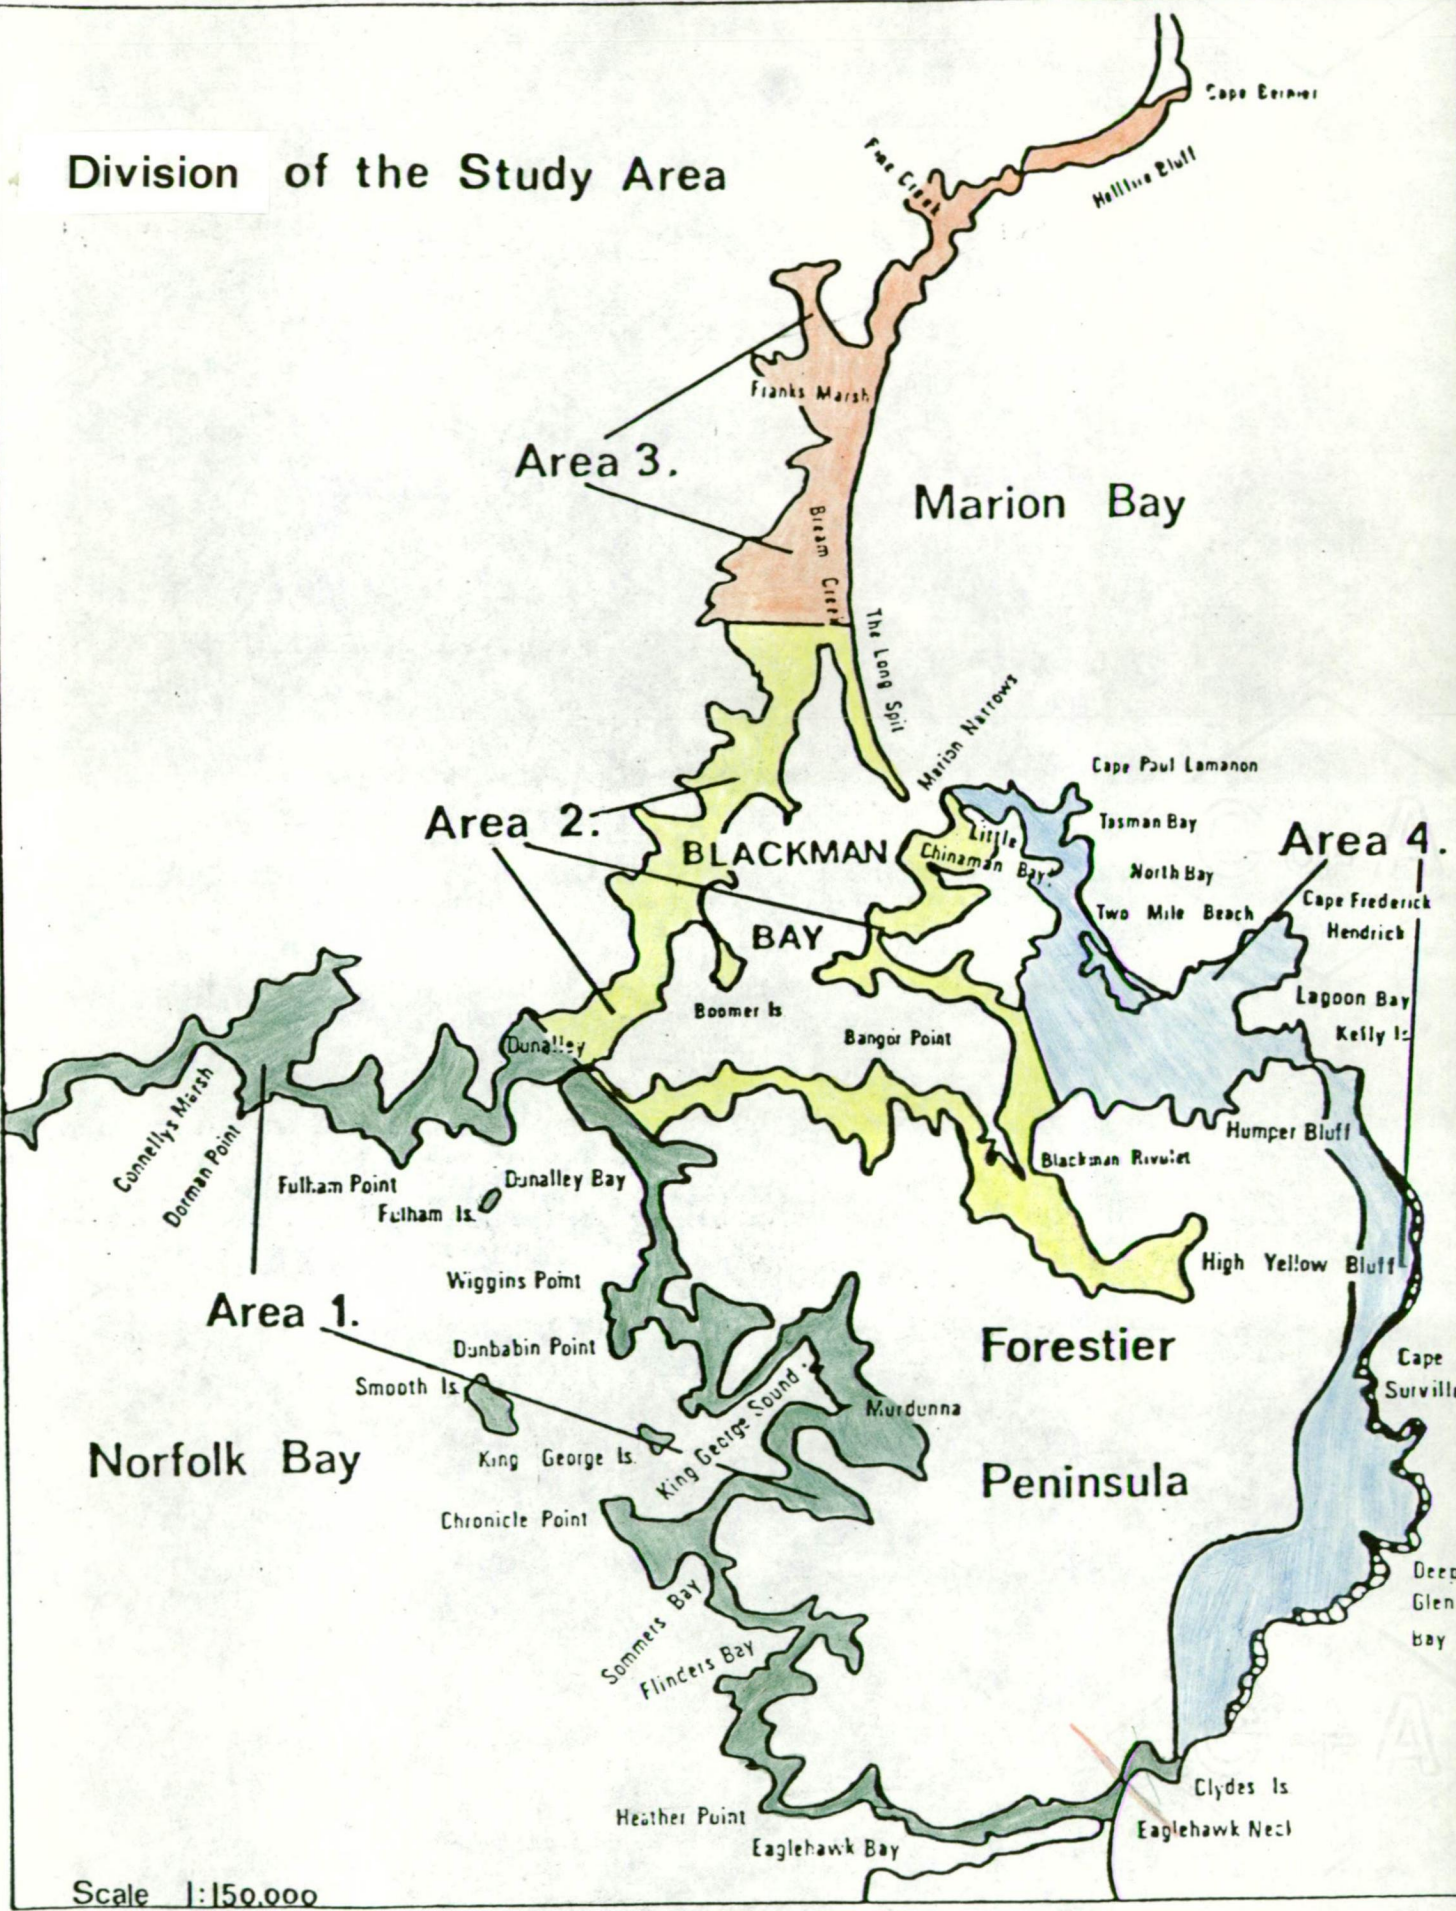 Division of the Study Area
Hellfire Bluff
Franks Marsh
Area 3.
Marion Bay
Bream Creek
The Long Spit
Marion Narrows
Cape Paul Lamanon
Tasman Bay
Area 2.
Area 4.
BLACKMAN
BAY
Little
Chinaman Bay.
North Bay
Two Mile Beach
Cape Frederick
Hendrick
Lagoon Bay
Kelly Is
Boomer Is
Bangor Point
Dunalley
Connellys Marsh
Dorman Point
Fulham Point
Fulham Is.
Dunalley Bay
Humper Bluff
Blackman Rivulet
High Yellow Bluff
Wiggins Point
Area 1.
Dunbabin Point
Smooth Is.
Forestier
Peninsula
Cape
Murdunna
King George Sound.
King George Is.
Norfolk Bay
Chronicle Point
Deep
Glen
Bay
Sommers Bay
Flinders Bay
Clydes Is
Heather Point
Eaglehawk Neck
Eaglehawk Bay
Scale 1:150,000